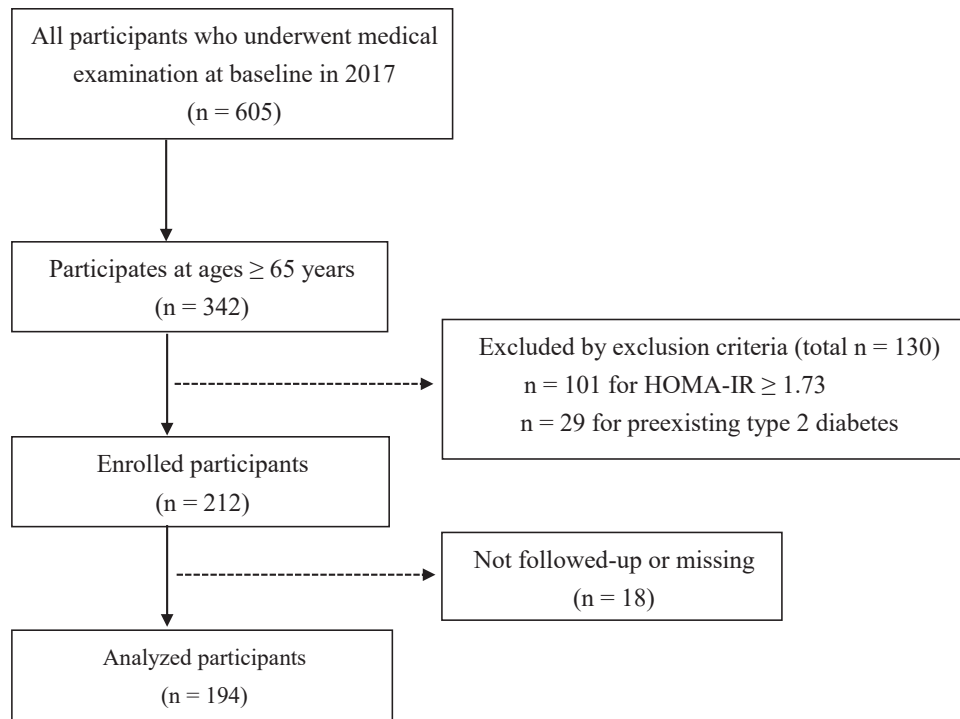 All participants who underwent medical
examination at baseline in 2017
(n = 605)
Participates at ages ≥ 65 years
(n = 342)
Excluded by exclusion criteria (total n = 130)
n = 101 for HOMA-IR ≥ 1.73
n = 29 for preexisting type 2 diabetes
Enrolled participants
(n = 212)
Not followed-up or missing
(n = 18)
Analyzed participants
(n = 194)